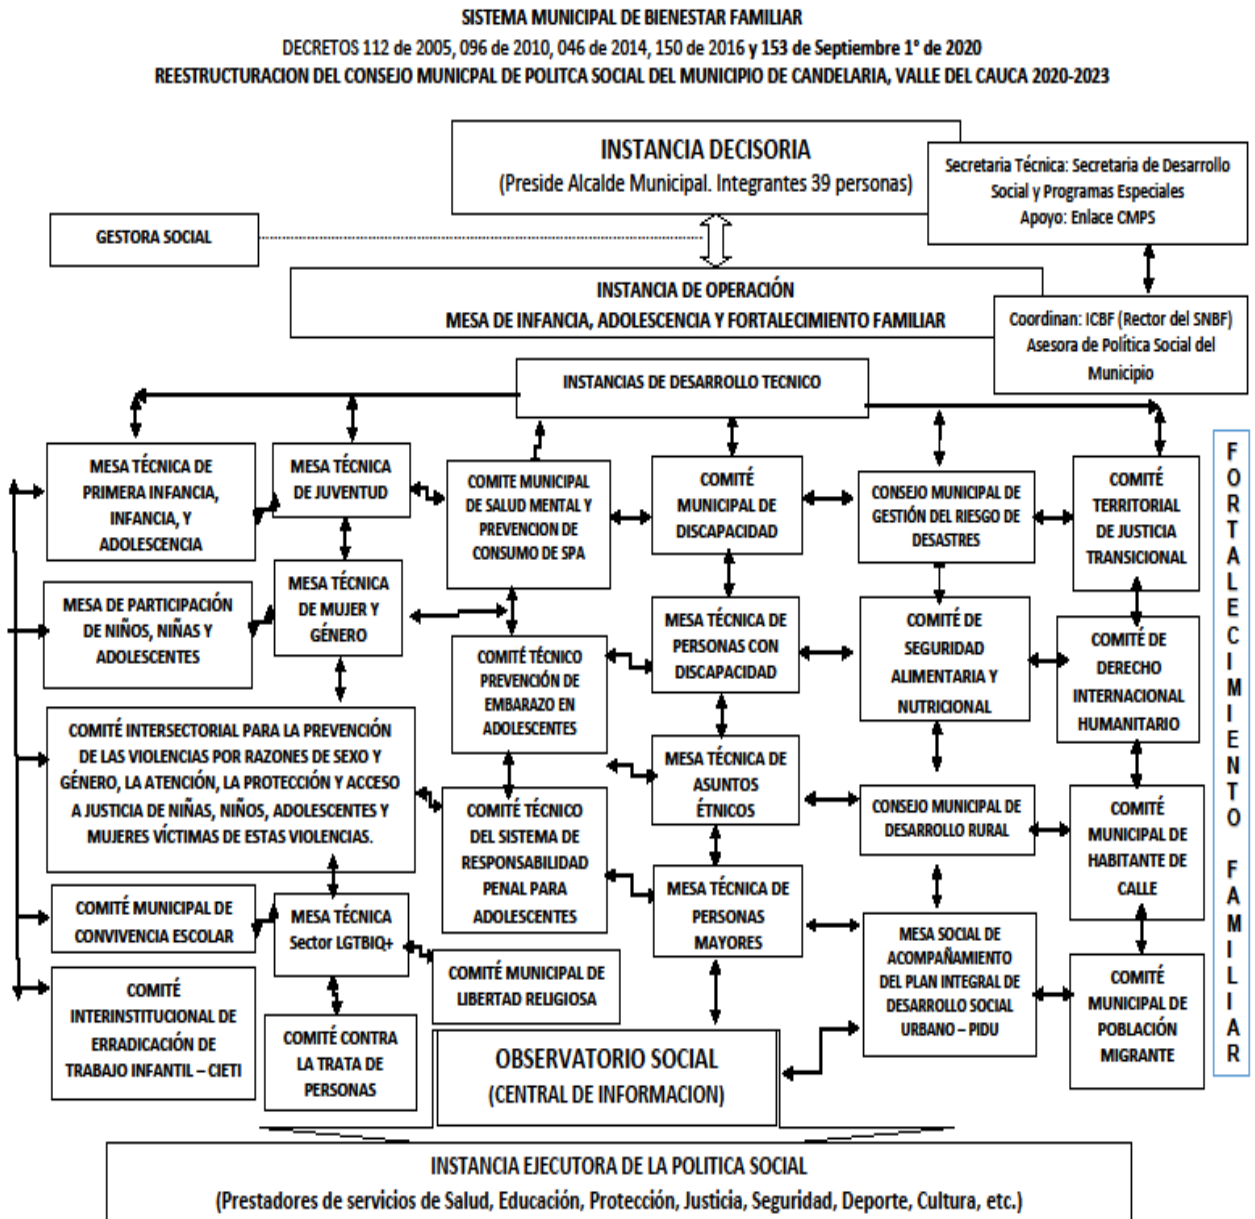 SISTEMA MUNICIPAL DE BIENESTAR FAMILIAR
DECRETOS 112 de 2005, 096 de 2010, 046 de 2014, 150 de 2016 y 153 de Septiembre 1° de 2020
REESTRUCTURACION DEL CONSEJO MUNICPAL DE POLITCA SOCIAL DEL MUNICIPIO DE CANDELARIA, VALLE DEL CAUCA 2020-2023
INSTANCIA DECISORIA
(Preside Alcalde Municipal. Integrantes 39 personas)
Secretaria Técnica: Secretaria de Desarrollo
Social y Programas Especiales
Apoyo: Enlace CMPS
GESTORA SOCIAL
INSTANCIA DE OPERACIÓN
MESA DE INFANCIA, ADOLESCENCIA Y FORTALECIMIENTO FAMILIAR
Coordinan: ICBF (Rector del SNBF)
Asesora de Política Social del
Municipio
INSTANCIAS DE DESARROLLO TECNICO
MESA TÉCNICA DE
PRIMERA INFANCIA,
INFANCIA, Y
ADOLESCENCIA
MESA TÉCNICA
DE JUVENTUD
COMITE MUNICIPAL
DE SALUD MENTAL Y
PREVENCION DE
CONSUMO DE SPA
COMITÉ
MUNICIPAL DE
DISCAPACIDAD
CONSEJO MUNICIPAL DE
GESTIÓN DEL RIESGO DE
DESASTRES
COMITÉ
TERRITORIAL
DE JUSTICIA
TRANSICIONAL
MESA DE PARTICIPACIÓN
DE NIÑOS, NIÑAS Y
ADOLESCENTES
MESA TÉCNICA
DE MUJER Y
GÉNERO
COMITÉ TÉCNICO
PREVENCIÓN DE
EMBARAZO EN
ADOLESCENTES
MESA TÉCNICA DE
PERSONAS CON
DISCAPACIDAD
COMITÉ DE
SEGURIDAD
ALIMENTARIA Y
NUTRICIONAL
COMITÉ DE
DERECHO
INTERNACIONAL
HUMANITARIO
COMITÉ INTERSECTORIAL PARA LA PREVENCIÓN
DE LAS VIOLENCIAS POR RAZONES DE SEXO Y
GÉNERO, LA ATENCIÓN, LA PROTECCIÓN Y ACCESO
A JUSTICIA DE NIÑAS, NIÑOS, ADOLESCENTES Y
MUJERES VÍCTIMAS DE ESTAS VIOLENCIAS.
COMITÉ TÉCNICO
DEL SISTEMA DE
RESPONSABILIDAD
PENAL PARA
ADOLESCENTES
MESA TÉCNICA DE
ASUNTOS
ÉTNICOS
CONSEJO MUNICIPAL DE
DESARROLLO RURAL
COMITÉ
MUNICIPAL DE
HABITANTE DE
CALLE
COMITÉ MUNICIPAL DE
CONVIVENCIA ESCOLAR
MESA TÉCNICA
Sector LGTBIQ+
MESA TÉCNICA DE
PERSONAS
MAYORES
MESA SOCIAL DE
ACOMPAÑAMIENTO
DEL PLAN INTEGRAL DE
DESARROLLO SOCIAL
URBANO – PIDU
COMITÉ
MUNICIPAL DE
POBLACIÓN
MIGRANTE
COMITÉ
INTERINSTITUCIONAL DE
ERRADICACIÓN DE
TRABAJO INFANTIL – CIETI
COMITÉ MUNICIPAL DE
LIBERTAD RELIGIOSA
COMITÉ CONTRA
LA TRATA DE
PERSONAS
OBSERVATORIO SOCIAL
(CENTRAL DE INFORMACION)
FORTALECIMIENTO FAMILIAR
INSTANCIA EJECUTORA DE LA POLITICA SOCIAL
(Prestadores de servicios de Salud, Educación, Protección, Justicia, Seguridad, Deporte, Cultura, etc.)